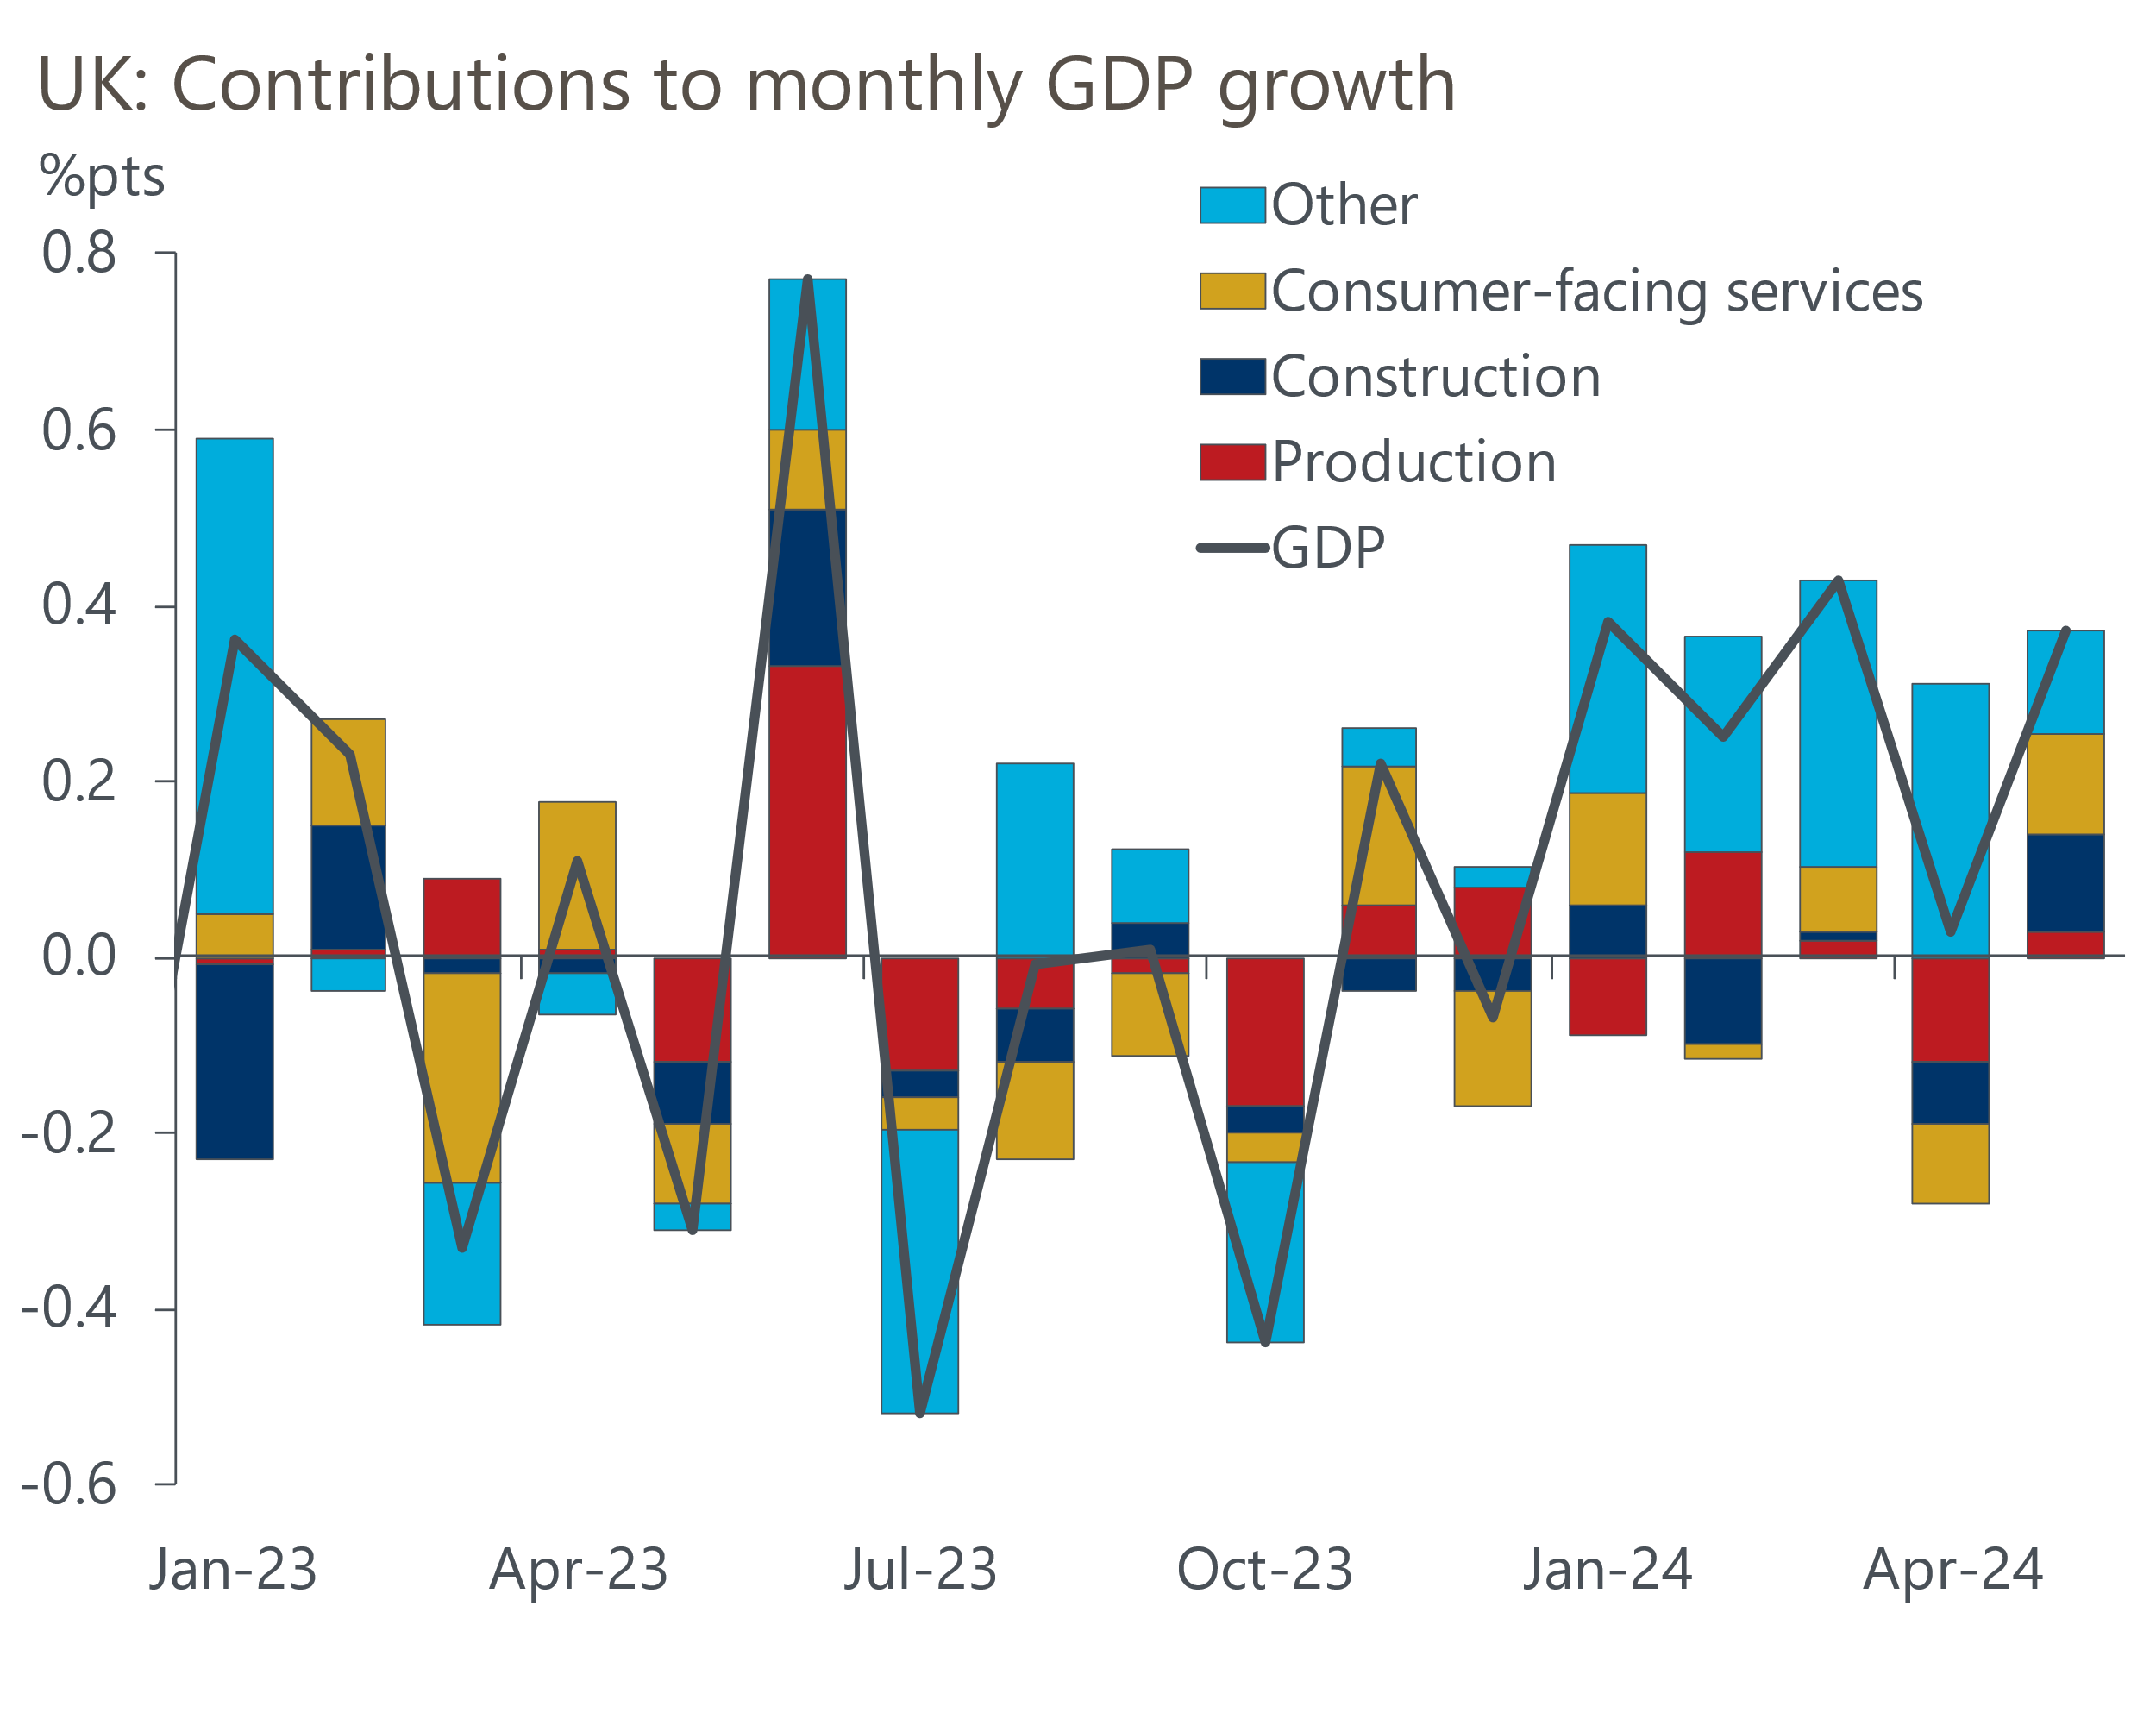 UK: Contributions to monthly GDP growth
%pts
Other
Consumer-facing services
Construction
Production
GDP
0.8
0.6
0.4
0.2
0.0
-0.2
-0.4
-0.6
Jan-23 Apr-23 Jul-23 Oct-23 Jan-24 Apr-24